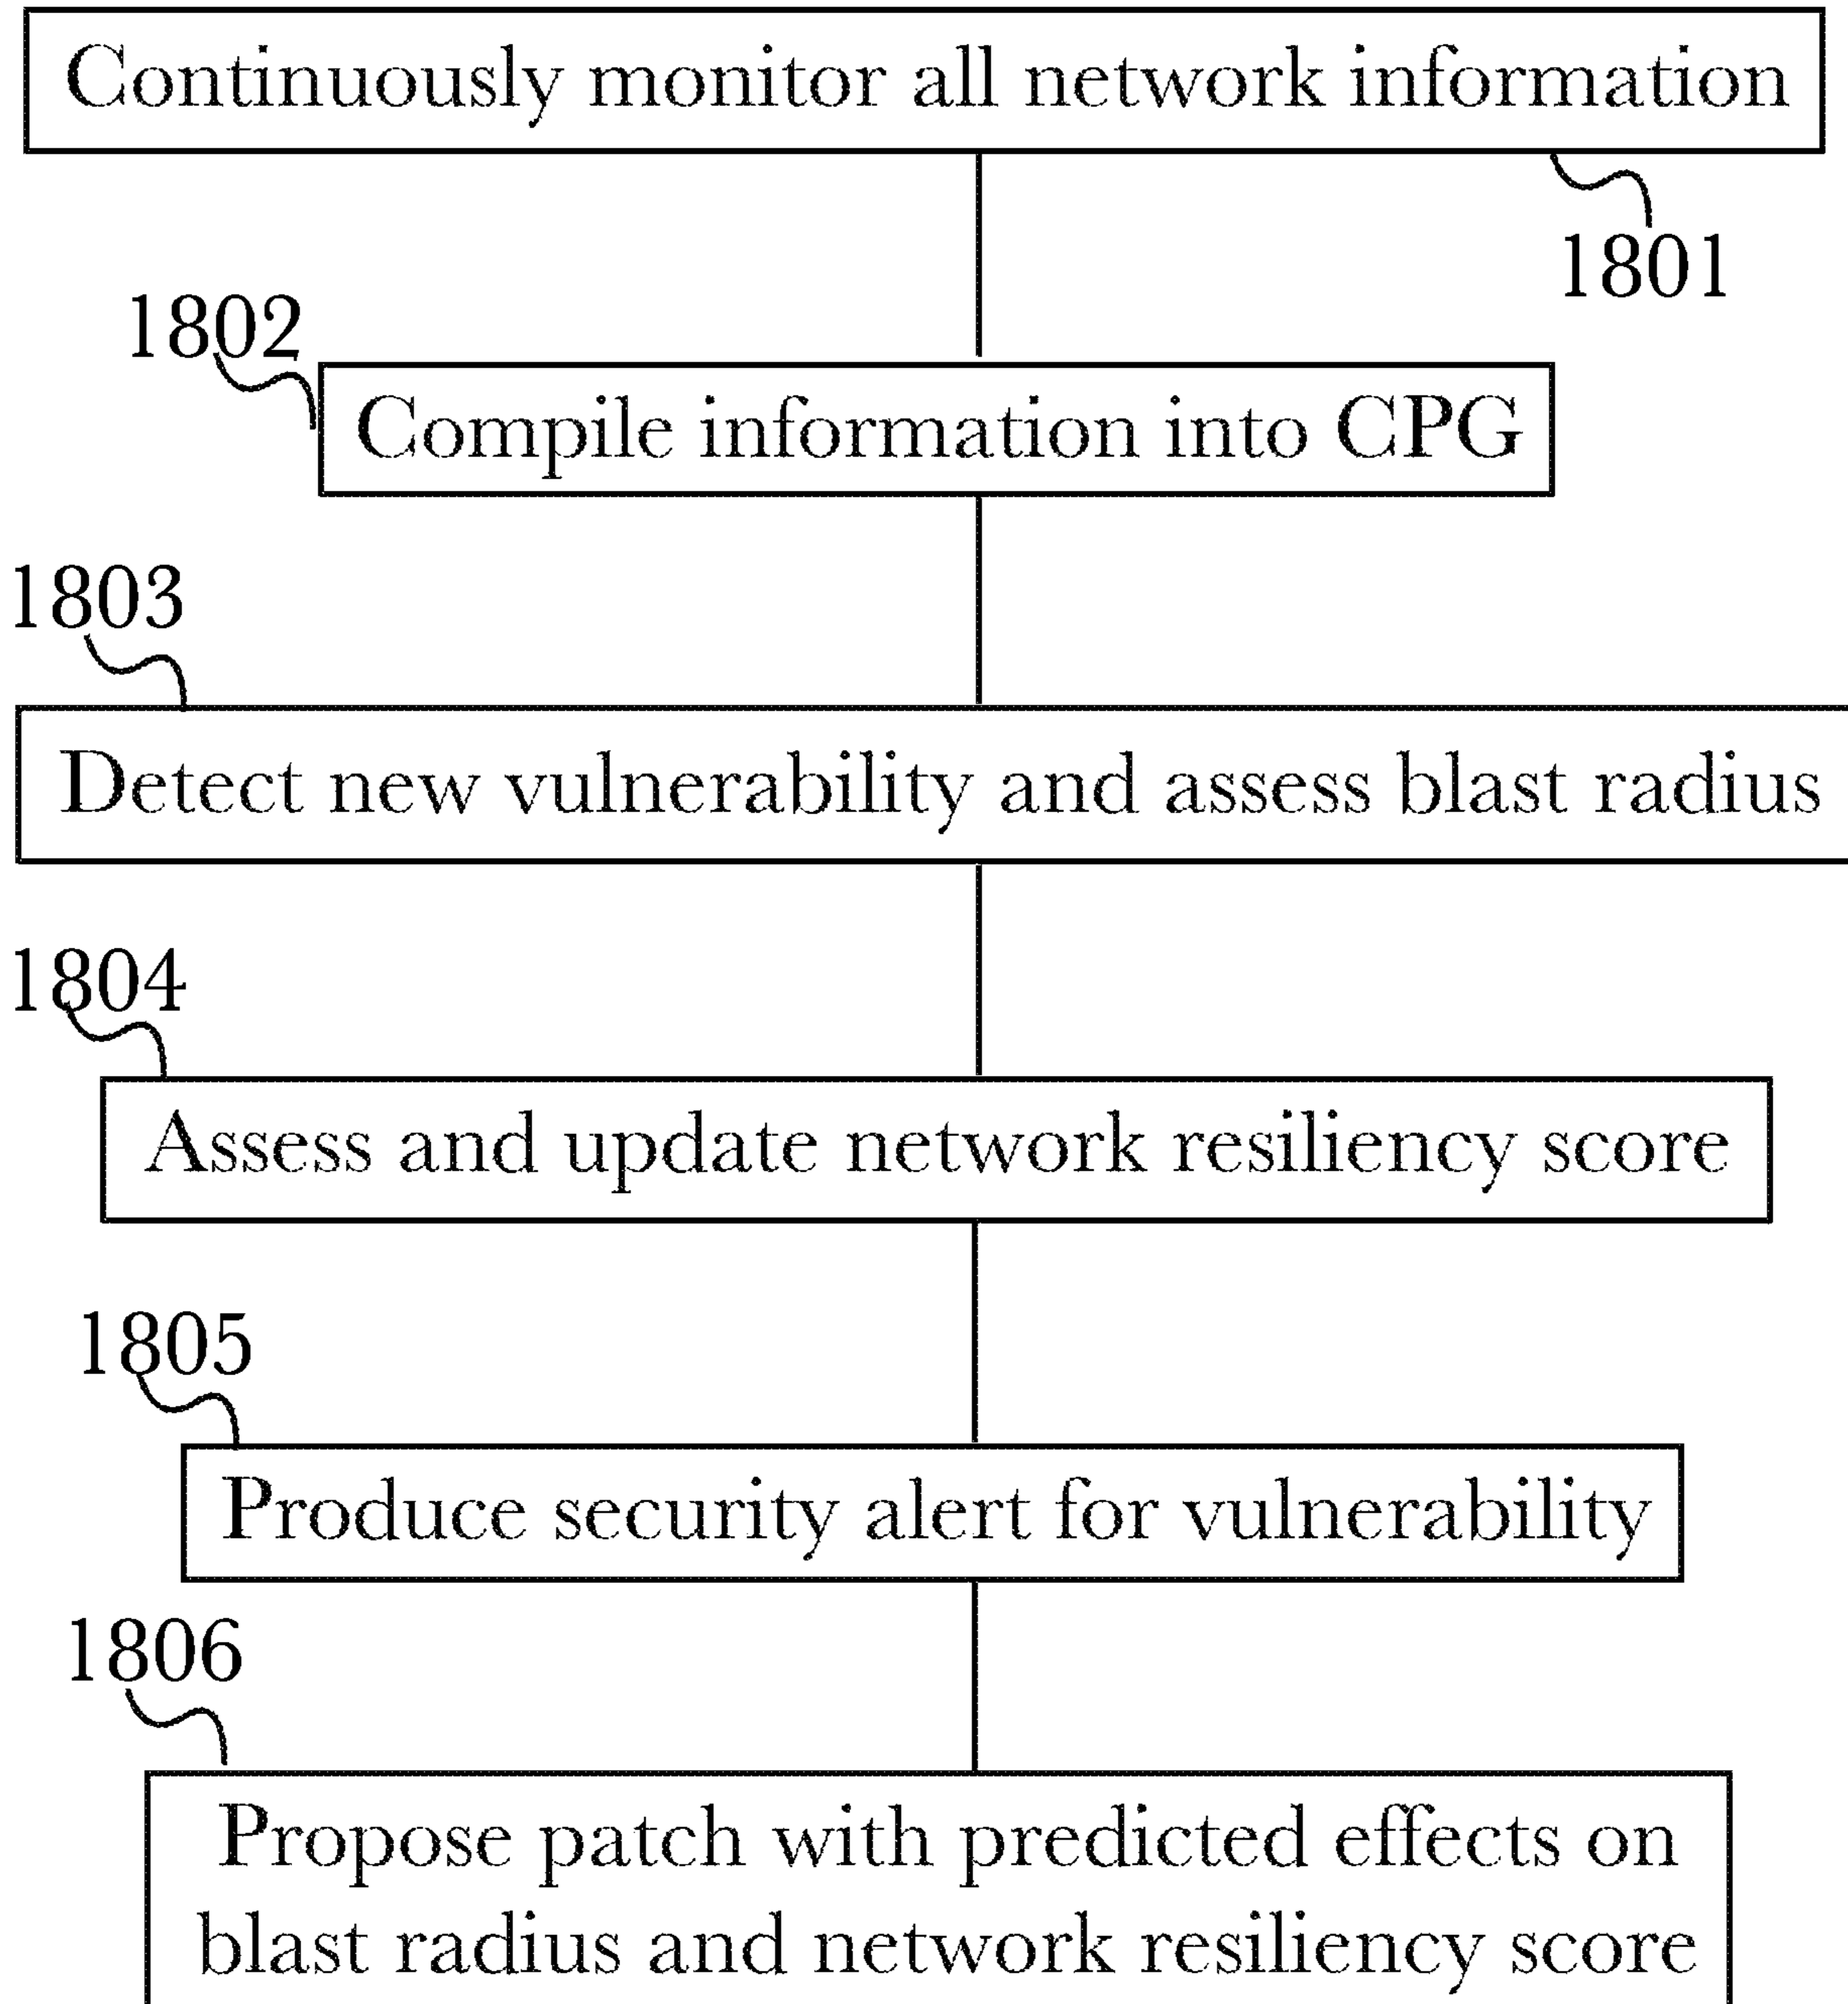 Continuously monitor all network information
1801
1802
Compile information into CPG
1803
Detect new vulnerability and assess blast radius
1804
Assess and update network resiliency score
1805
Produce security alert for vulnerability
1806
Propose patch with predicted effects on
blast radius and network resiliency score